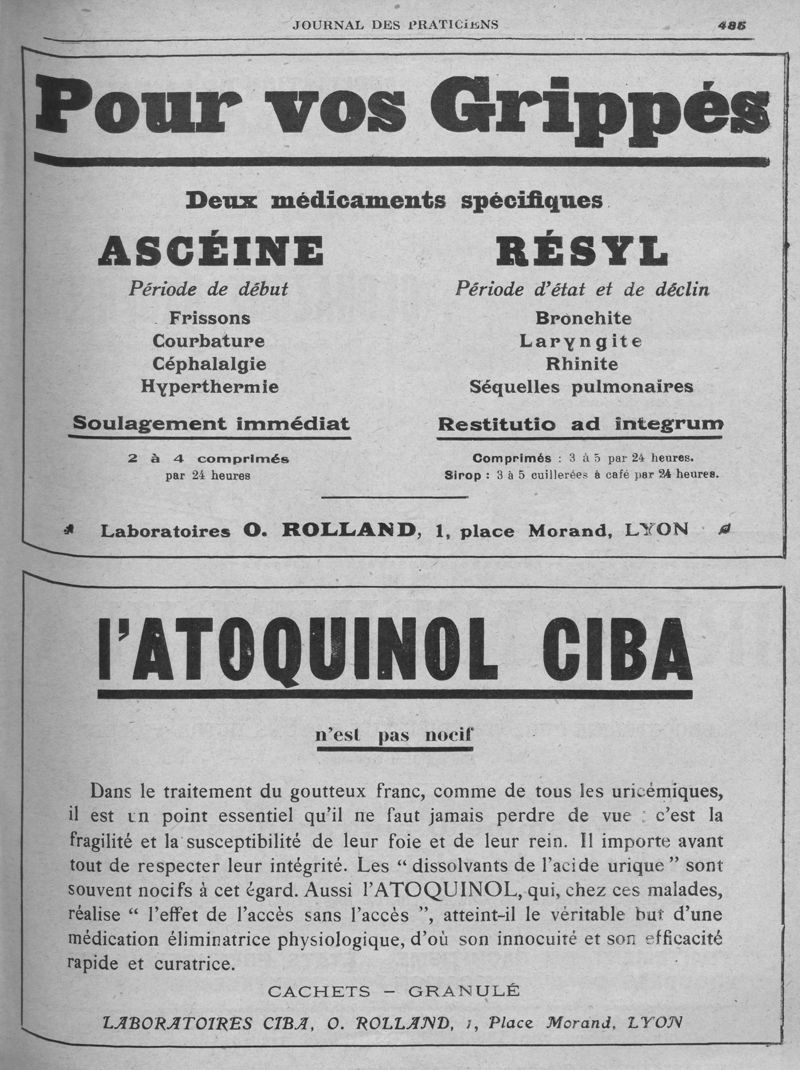 JOURNAL DES PRATICIENS 485
Pour vos Grippés
Deux médicaments spécifiques
ASCÉINE
Période de début
Frissons
Courbature
Céphalalgie
Hyperthermie
Soulagement immédiat
2 à 4 comprimés
par 24 heures
RÉSYL
Période d'état et de déclin
Bronchite
Laryngite
Rhinite
Séquelles pulmonaires
Restitutio ad integrum
Comprimés : 3 à 5 par 24 heures.
Sirop : 3 à 5 cuillerées à café par 24 heures.
Laboratoires O. ROLLAND, 1, place Morand, LYON
l'ATOQUINOL CIBA
n'est pas nocif
Dans le traitement du goutteux franc, comme de tous les uricémiques,
il est un point essentiel qu'il ne faut jamais perdre de vue : c'est la
fragilité et la susceptibilité de leur foie et de leur rein. Il importe avant
tout de respecter leur intégrité. Les “ dissolvants de l'acide urique ” sont
souvent nocifs à cet égard. Aussi l'ATOQUINOL, qui, chez ces malades,
réalise “ l'effet de l'accès sans l'accès ”, atteint-il le véritable but d'une
médication éliminatrice physiologique, d'où son innocuité et son efficacité
rapide et curatrice.
CACHETS – GRANULÉ
LABORATOIRES CIBA, O. ROLLAND, 1, Place Morand, LYON